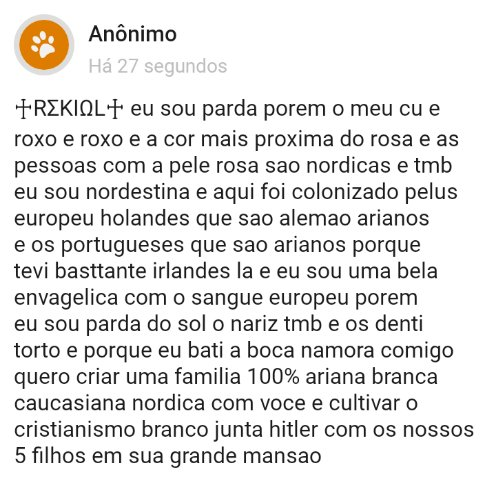 Anônimo
Há 27 segundos
♰RΣKIΩL♰ eu sou parda porem o meu cu e
roxo e roxo e a cor mais proxima do rosa e as
pessoas com a pele rosa sao nordicas e tmb
eu sou nordestina e aqui foi colonizado pelus
europeu holandes que sao alemao arianos
e os portugueses que sao arianos porque
tevi basttante irlandes la e eu sou uma bela
envagelica com o sangue europeu porem
eu sou parda do sol o nariz tmb e os denti
torto e porque eu bati a boca namora comigo
quero criar uma familia 100% ariana branca
caucasiana nordica com voce e cultivar o
cristianismo branco junta hitler com os nossos
5 filhos em sua grande mansao